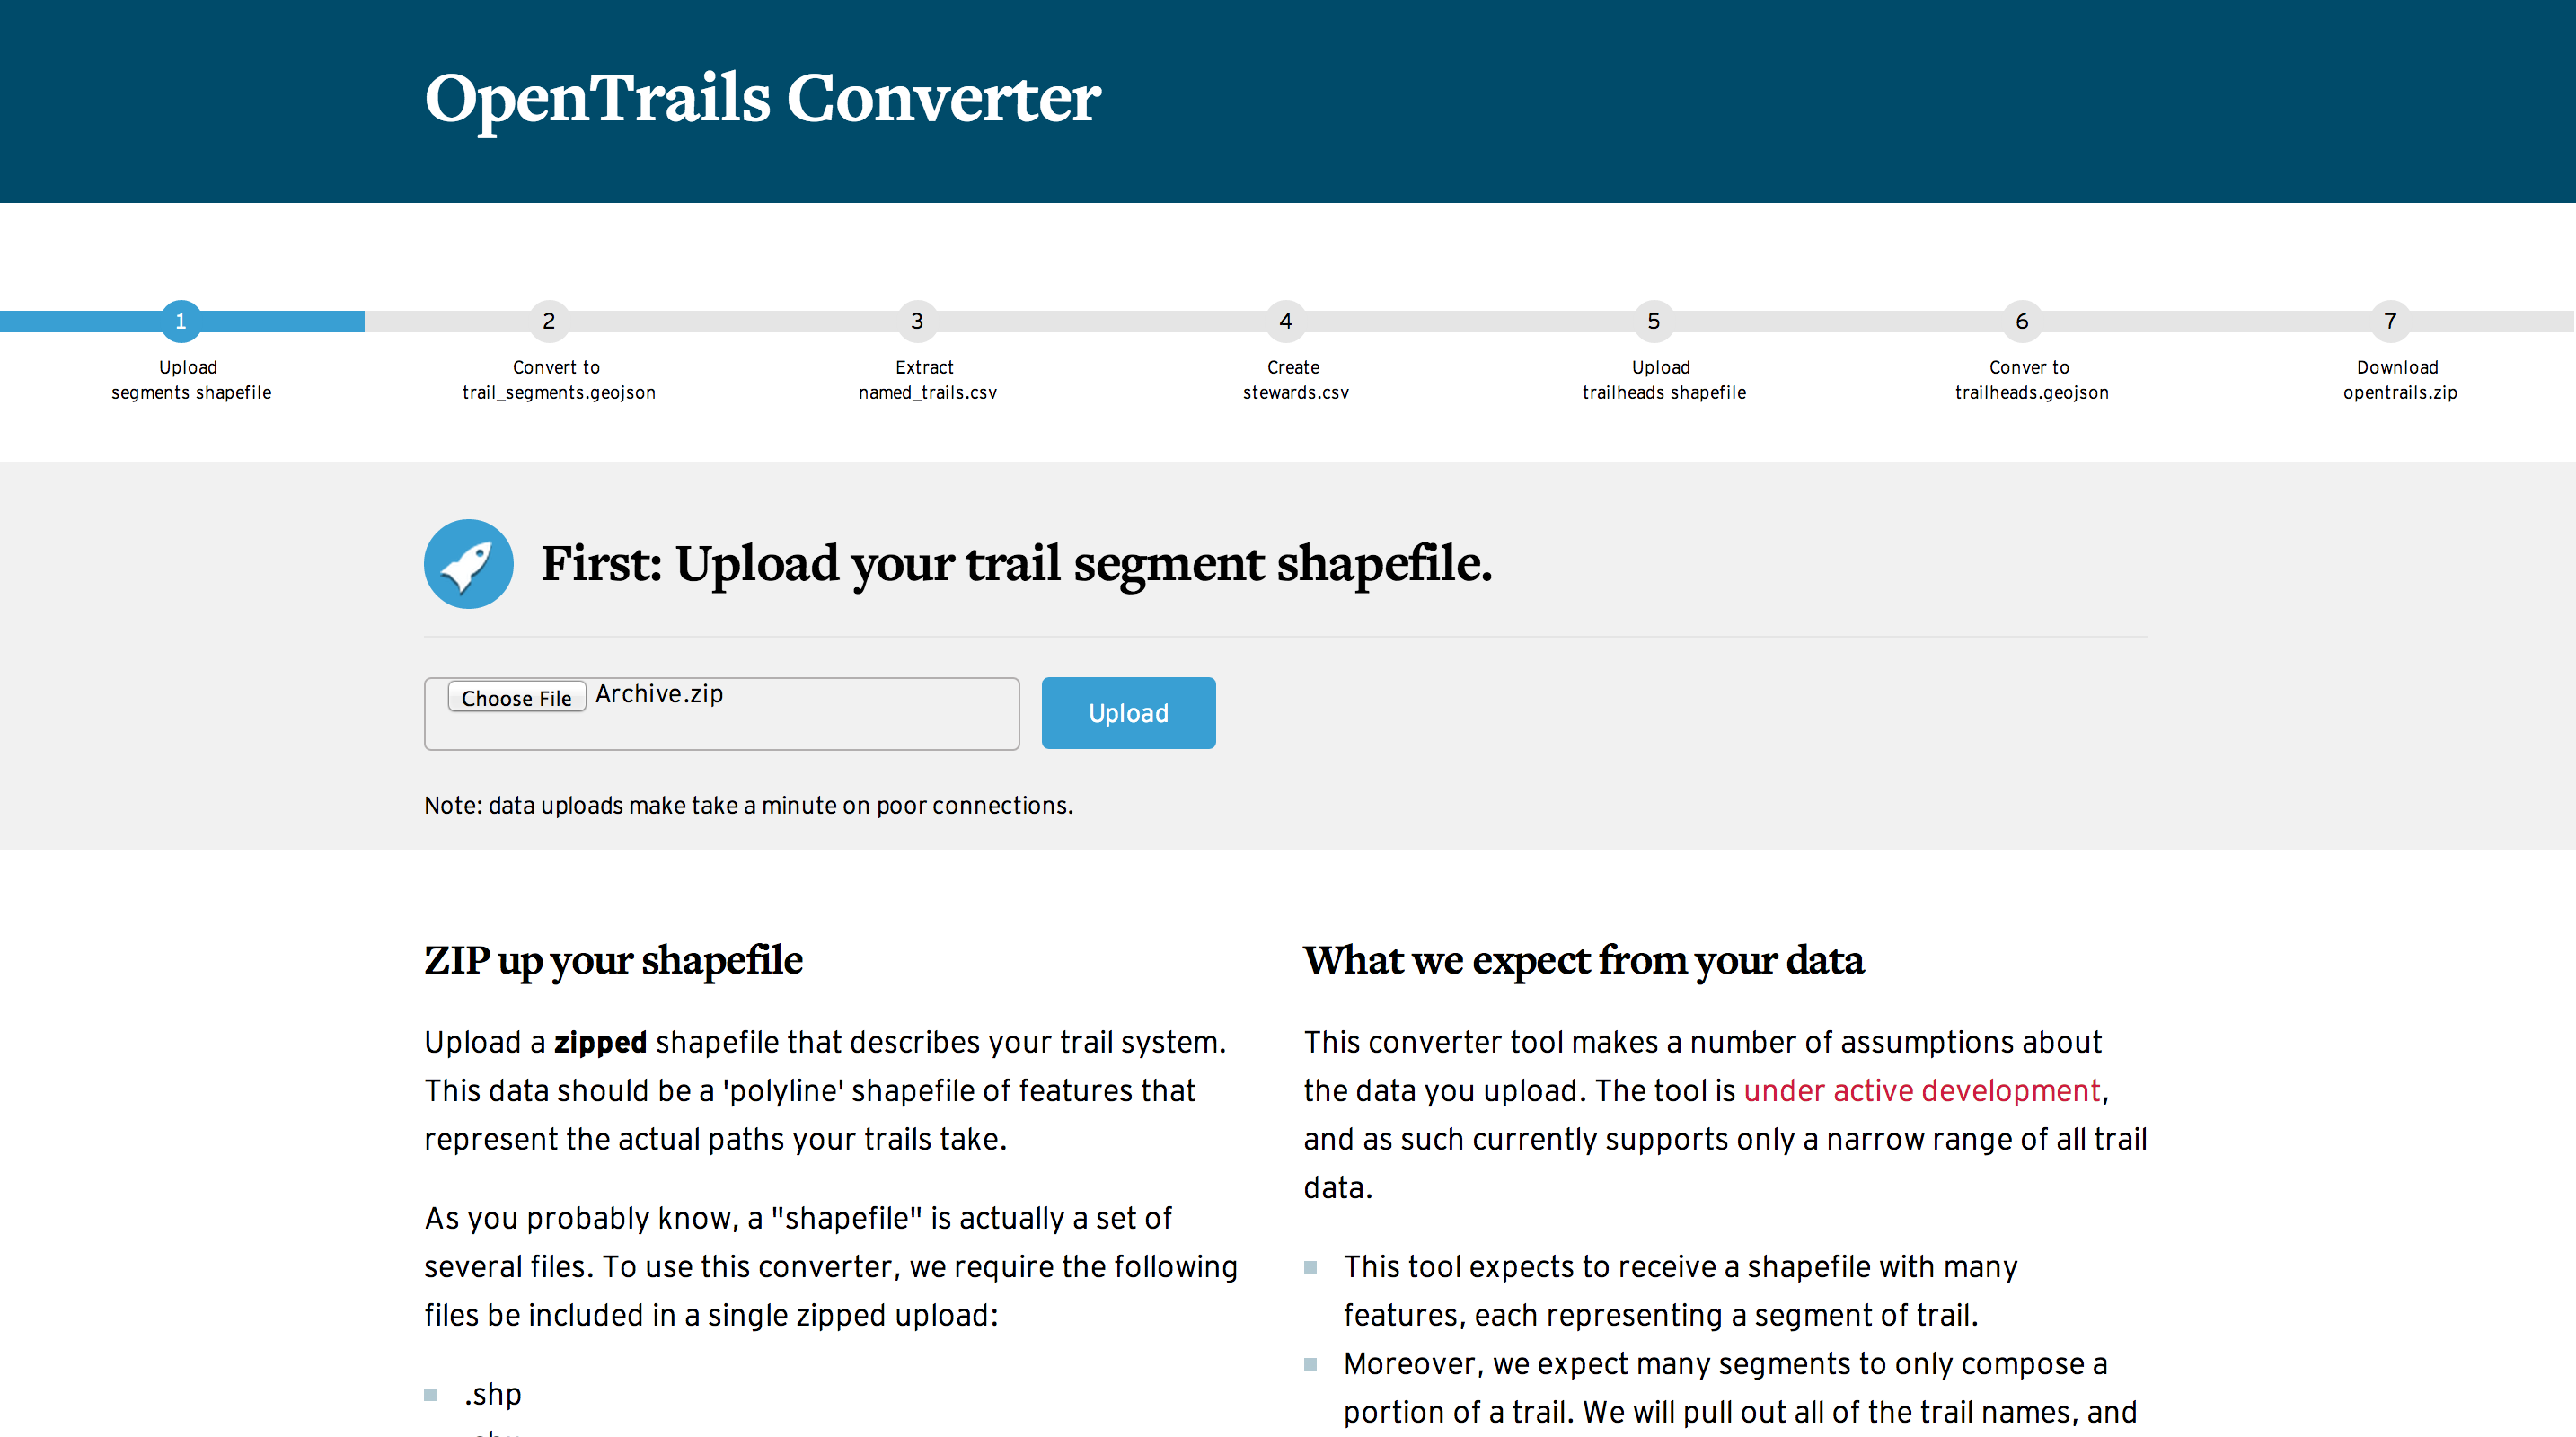 OpenTrails Converter
1
2
3
4
5
6
7
Upload
segments shapefile
Convert to
trail_segments.geojson
Extract
named_trails.csv
Create
stewards.csv
Upload
trailheads shapefile
Conver to
trailheads.geojson
Download
opentrails.zip
First: Upload your trail segment shapefile.
Choose File Archive.zip
Upload
Note: data uploads make take a minute on poor connections.
ZIP up your shapefile
Upload a zipped shapefile that describes your trail system.
This data should be a 'polyline' shapefile of features that
represent the actual paths your trails take.
As you probably know, a "shapefile" is actually a set of
several files. To use this converter, we require the following
files be included in a single zipped upload:
.shp
What we expect from your data
This converter tool makes a number of assumptions about
the data you upload. The tool is under active development,
and as such currently supports only a narrow range of all trail
data.
This tool expects to receive a shapefile with many
features, each representing a segment of trail.
Moreover, we expect many segments to only compose a
portion of a trail. We will pull out all of the trail names, and